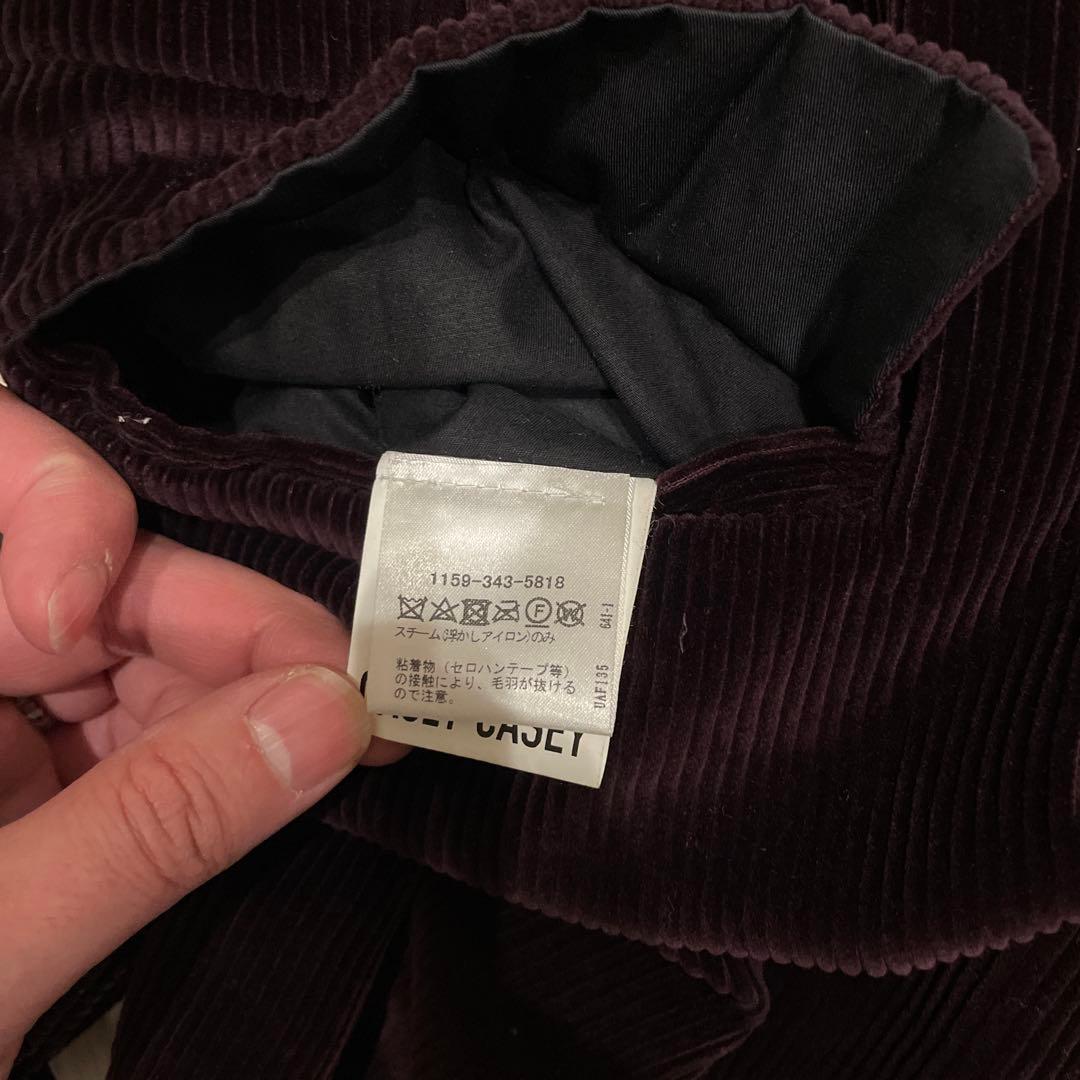 1159-343-5818
F W
スチーム(浮かしアイロン)のみ
粘着物(セロハンテープ等)
の接触により、毛羽が抜ける
ので注意。
641-1
UAF135
CASEY CASEY